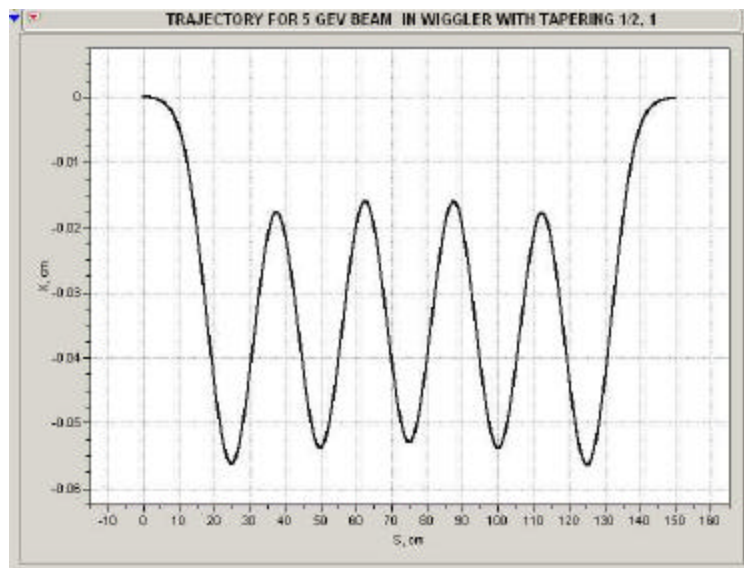 TRAJECTORY FOR 5 GEV BEAM IN WIGGLER WITH TAPERING 1/2, 1
0
-0.01
-0.02
-0.03
-0.04
-0.05
-0.06
X, cm
-10 0 10 20 30 40 50 60 70 80 90 100 110 120 130 140 150 160
S, cm